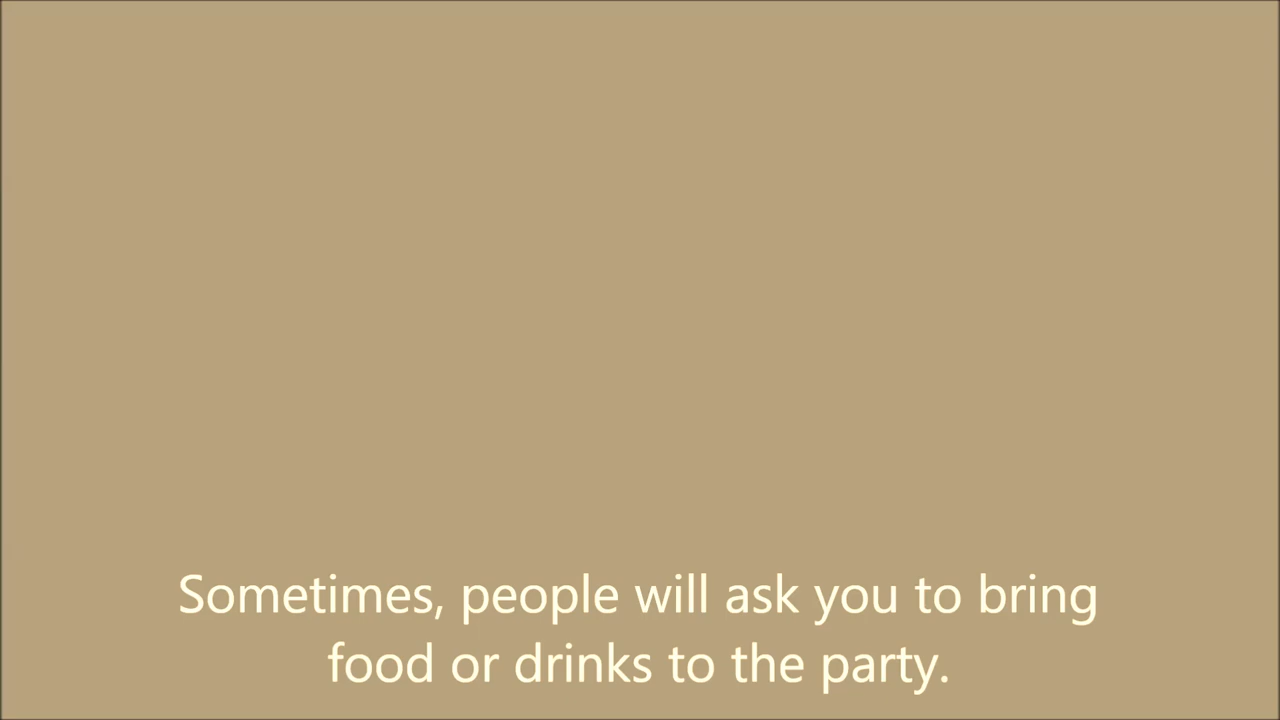 Sometimes, people will ask you to bring
food or drinks to the party.